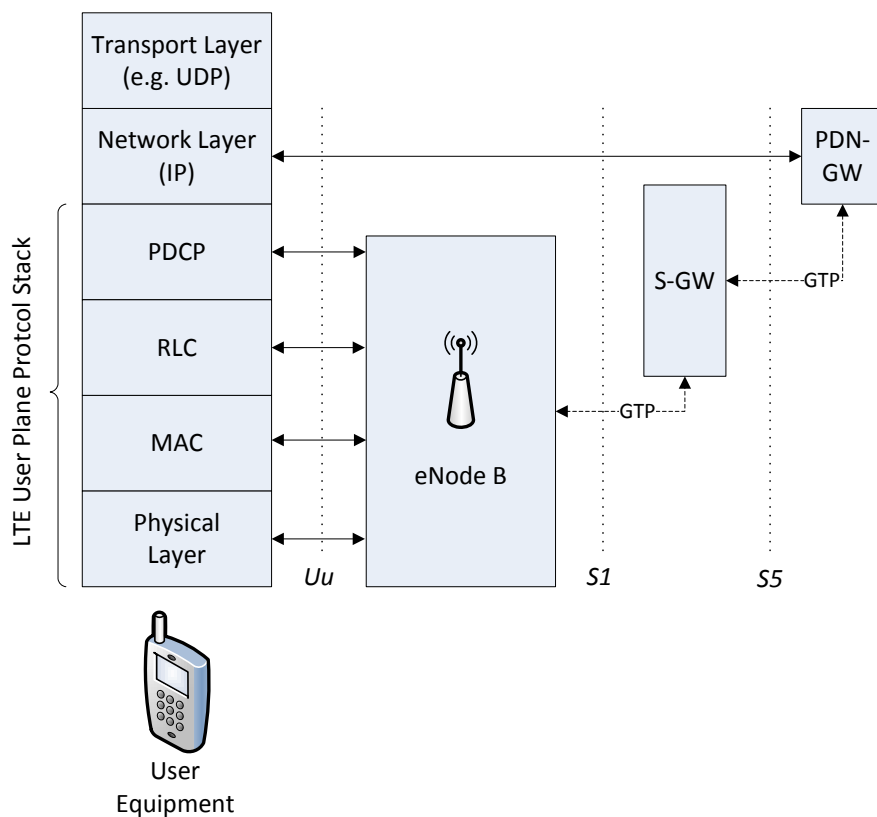 Transport Layer
(e.g. UDP)
Network Layer
(IP)
PDN-
GW
PDCP
RLC
MAC
Physical
Layer
LTE User Plane Protcol Stack
eNode B
S-GW
GTP
GTP
Uu
S1
S5
User
Equipment